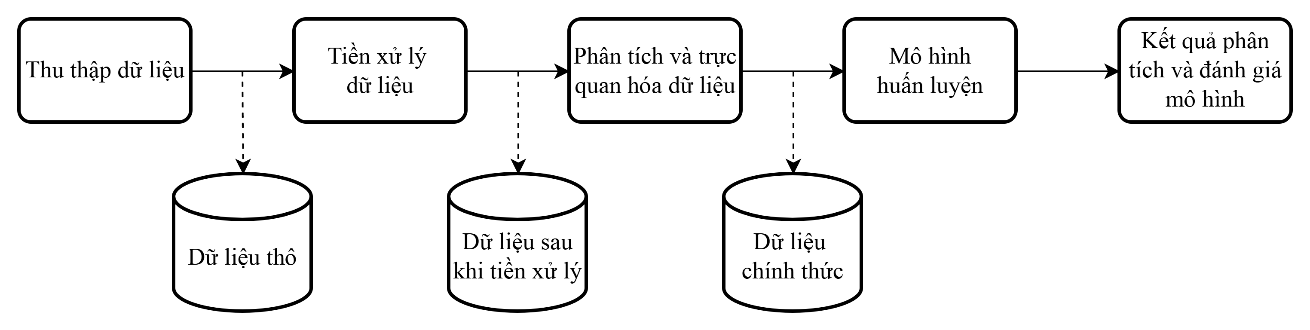 Thu thập dữ liệu
Tiền xử lý
dữ liệu
Phân tích và trực
quan hóa dữ liệu
Mô hình
huấn luyện
Kết quả phân
tích và đánh giá
mô hình
Dữ liệu thô
Dữ liệu sau
khi tiền xử lý
Dữ liệu
chính thức